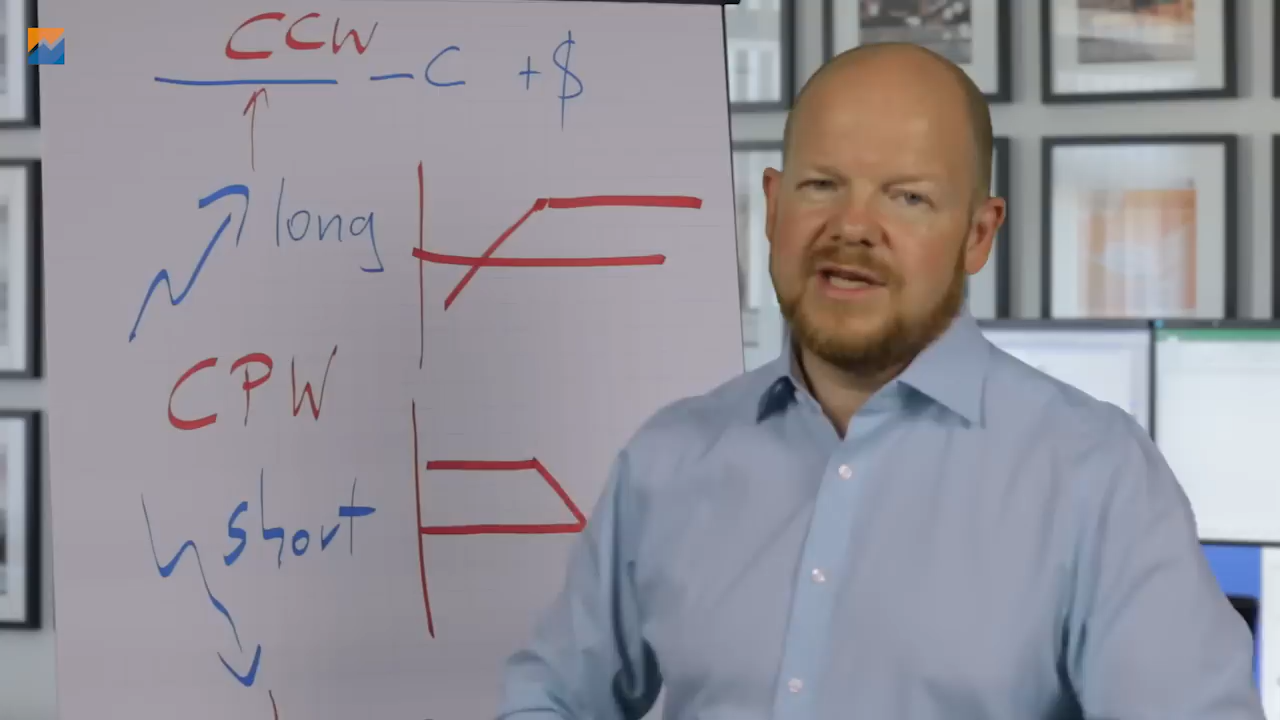 CCW
– C + $
long
CPW
short